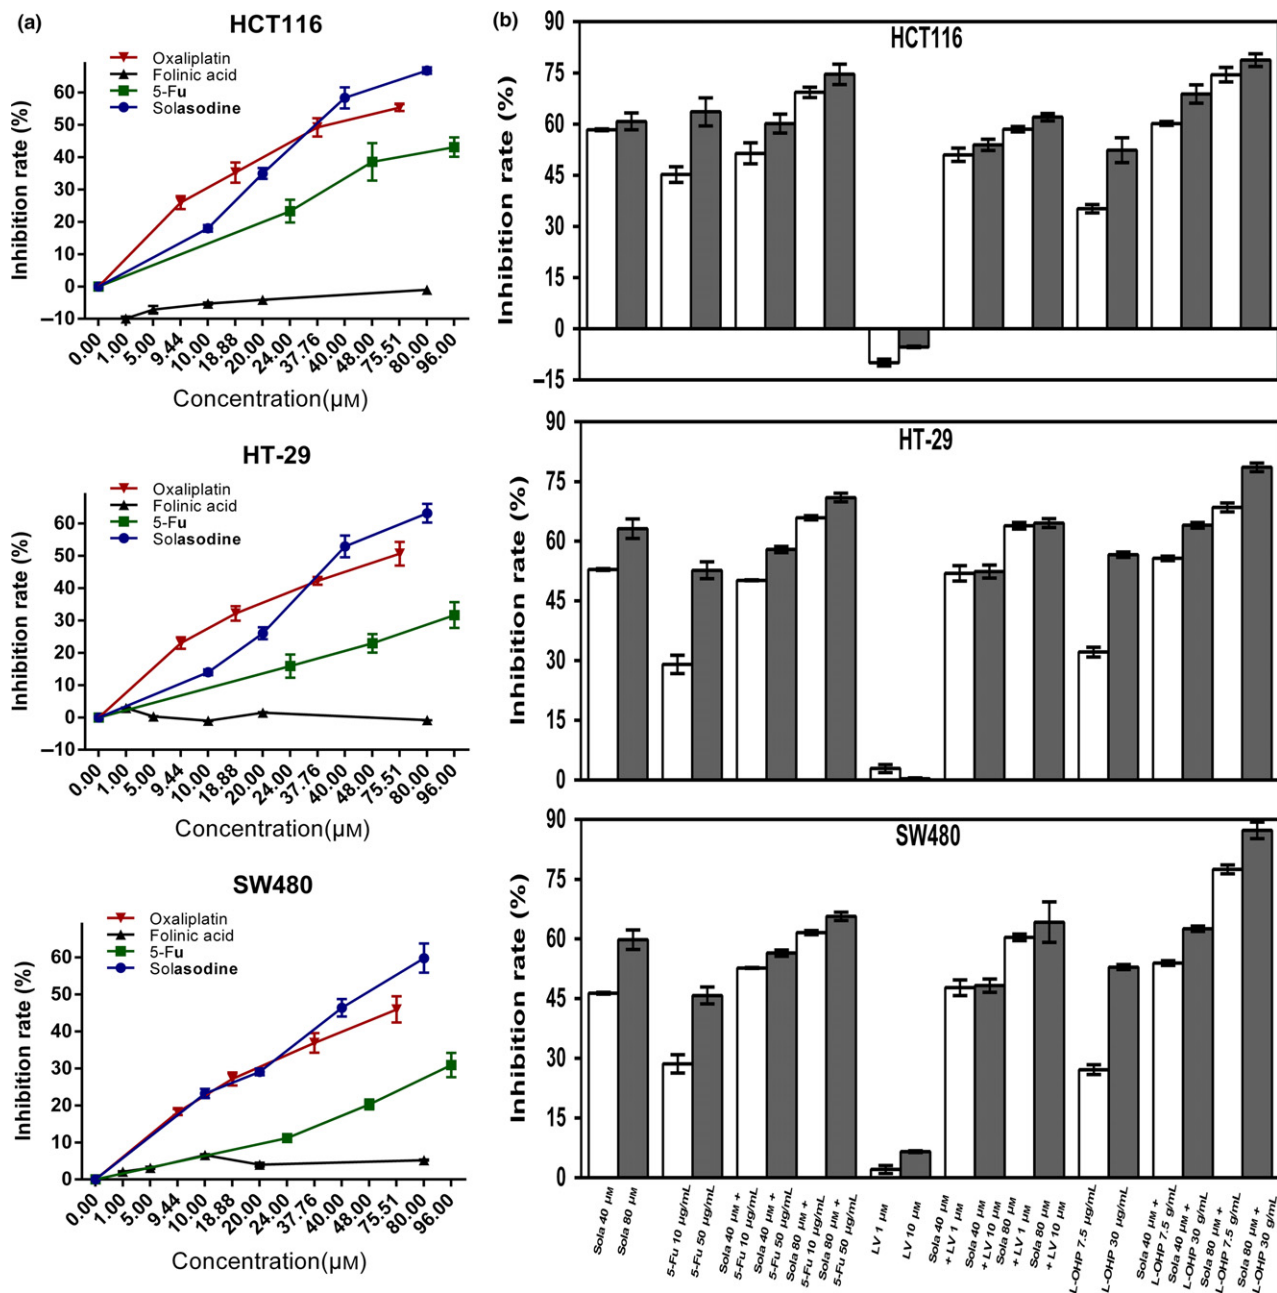 (a)
HCT116
Oxaliplatin
Folinic acid
5-Fu
Solasodine
Inhibition rate (%)
60
50
40
30
20
10
0
–10
0.00
1.00
5.00
9.44
10.00
18.88
20.00
24.00
37.76
40.00
48.00
75.51
80.00
96.00
Concentration(μM)
HT-29
Oxaliplatin
Folinic acid
5-Fu
Solasodine
Inhibition rate (%)
60
50
40
30
20
10
0
–10
0.00
1.00
5.00
9.44
10.00
18.88
20.00
24.00
37.76
40.00
48.00
75.51
80.00
96.00
Concentration(μM)
SW480
Oxaliplatin
Folinic acid
5-Fu
Solasodine
Inhibition rate (%)
60
50
40
30
20
10
0
0.00
1.00
5.00
9.44
10.00
18.88
20.00
24.00
37.76
40.00
48.00
75.51
80.00
96.00
Concentration(μM)
(b)
HCT116
Inhibition rate (%)
90
75
60
45
30
15
0
–15
HT-29
Inhibition rate (%)
90
75
60
45
30
15
0
SW480
Inhibition rate (%)
90
75
60
45
30
15
0
Sola 40 μM
Sola 80 μM
5-Fu 10 μg/mL
5-Fu 50 μg/mL
Sola 40 μM +
5-Fu 10 μg/mL
Sola 40 μM +
5-Fu 50 μg/mL
Sola 80 μM +
5-Fu 10 μg/mL
Sola 80 μM +
5-Fu 50 μg/mL
LV 1 μM
LV 10 μM
Sola 40 μM
+ LV 1 μM
Sola 40 μM
+ LV 10 μM
Sola 80 μM
+ LV 1 μM
Sola 80 μM
+ LV 10 μM
L-OHP 7.5 μg/mL
L-OHP 30 μg/mL
Sola 40 μM +
L-OHP 7.5 g/mL
Sola 40 μM +
L-OHP 30 g/mL
Sola 80 μM +
L-OHP 7.5 g/mL
Sola 80 μM +
L-OHP 30 g/mL